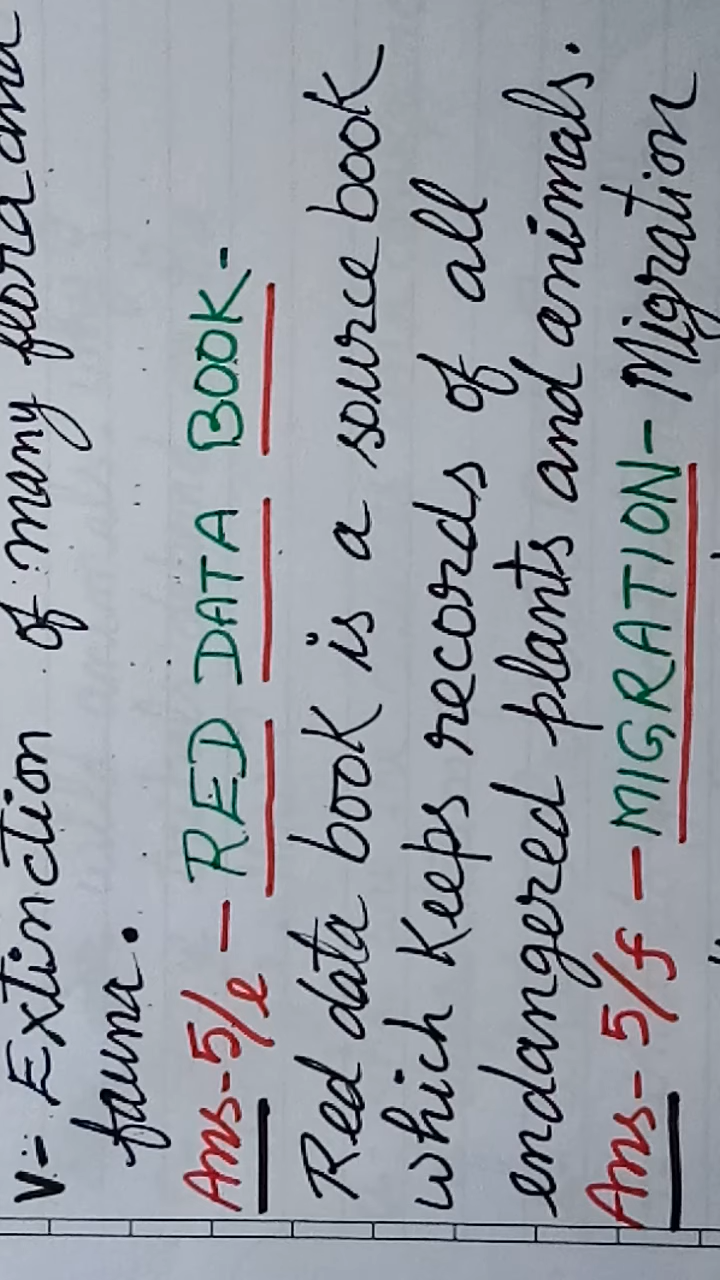 V- Extinction of many flora and
fauna.
Ans-5/e - RED DATA BOOK-
Red data book is a source book
which keeps records of all
endangered plants and animals.
Ans- 5/f - MIGRATION- Migration